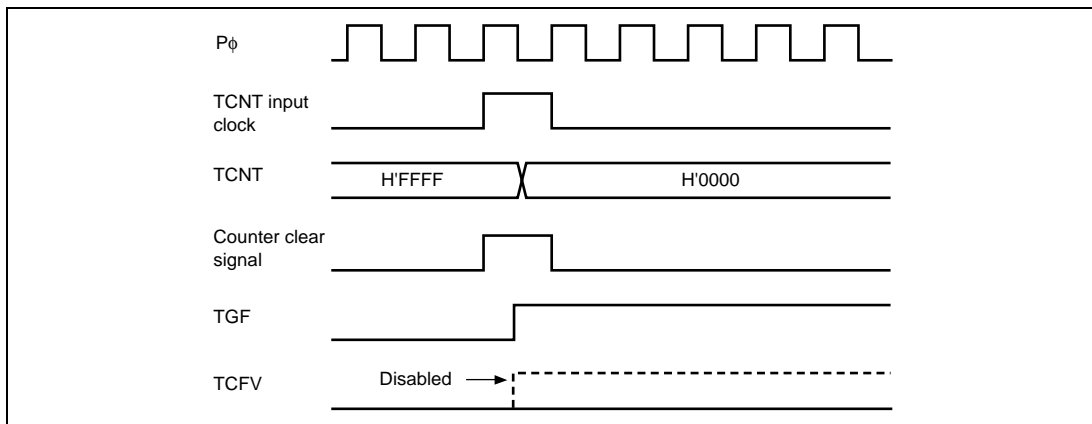 Pφ
TCNT input
clock
TCNT
H'FFFF
H'0000
Counter clear
signal
TGF
TCFV
Disabled